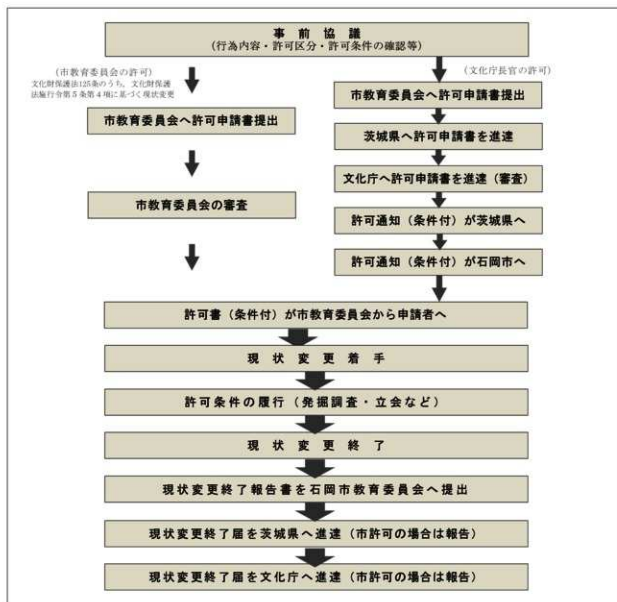 事前協議
(行為内容・許可区分・許可条件の確認等)
(市教育委員会の許可)
文化財保護法125条のうち，文化財保護
法施行令第5条第4項に基づく現状変更
市教育委員会へ許可申請書提出
市教育委員会の審査
(文化庁長官の許可)
市教育委員会へ許可申請書提出
茨城県へ許可申請書を進達
文化庁へ許可申請書を進達（審査）
許可通知（条件付）が茨城県へ
許可通知（条件付）が石岡市へ
許可書（条件付）が市教育委員会から申請者へ
現状変更着手
許可条件の履行（発掘調査・立会など）
現状変更終了
現状変更終了報告書を石岡市教育委員会へ提出
現状変更終了届を茨城県へ進達（市許可の場合は報告）
現状変更終了届を文化庁へ進達（市許可の場合は報告）